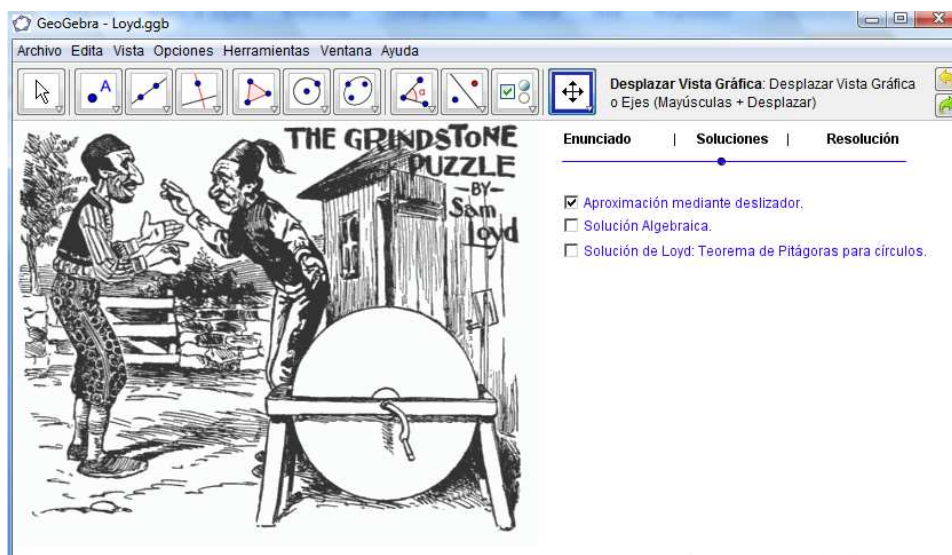 GeoGebra - Loyd.ggb
Archivo Edita Vista Opciones Herramientas Ventana Ayuda
A
α
Desplazar Vista Gráfica: Desplazar Vista Gráfica
o Ejes (Mayúsculas + Desplazar)
THE GRINDSTONE
PUZZLE
-BY-
Sam
Loyd
Enunciado | Soluciones | Resolución
Aproximación mediante deslizador.
Solución Algebraica.
Solución de Loyd: Teorema de Pitágoras para círculos.